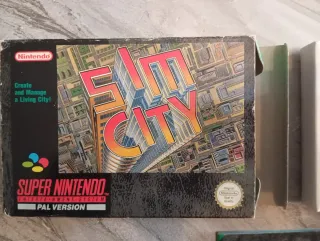 Nintendo
Create
and Manage
a Living City!
SIM
CITY
SUPER NINTENDO
ENTERTAINMENT SYSTEM
PAL VERSION